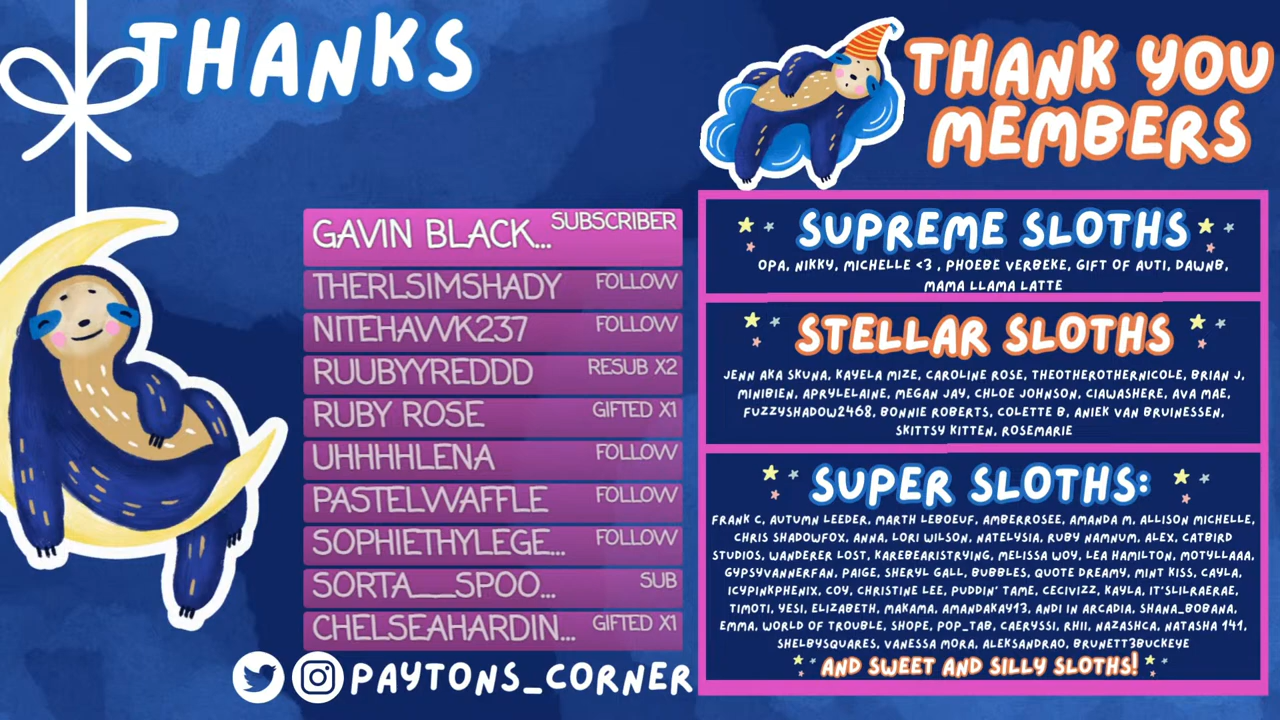 THANKS
GAVIN BLACK... SUBSCRIBER
THERLSIMSHADY FOLLOW
NITEHAWK237 FOLLOW
RUUBYYREDDD RESUB X2
RUBY ROSE GIFTED X1
UHHHHLENA FOLLOW
PASTELWAFFLE FOLLOW
SOPHIETHYLEGE... FOLLOW
SORTA__SPOO... SUB
CHELSEAHARDIN... GIFTED X1
PAYTONS_CORNER
THANK YOU
MEMBERS
SUPREME SLOTHS
OPA, NIKKY, MICHELLE <3 , PHOEBE VERBEKE, GIFT OF AUTI, DAWNB,
MAMA LLAMA LATTE
STELLAR SLOTHS
JENN AKA SKUNA, KAYELA MIZE, CAROLINE ROSE, THEOTHEROTHERNICOLE, BRIAN J,
MINIBIEN, APRYLELAINE, MEGAN JAY, CHLOE JOHNSON, CIAWASHERE, AVA MAE,
FUZZYSHADOW2468, BONNIE ROBERTS, COLETTE B, ANIEK VAN BRUINESSEN,
SKITTSY KITTEN, ROSEMARIE
SUPER SLOTHS:
FRANK C, AUTUMN LEEDER, MARTH LEBOEUF, AMBERROSEE, AMANDA M, ALLISON MICHELLE,
CHRIS SHADOWFOX, ANNA, LORI WILSON, NATELYSIA, RUBY NAMNUM, ALEX, CATBIRD
STUDIOS, WANDERER LOST, KAREBEARISTRYING, MELISSA WOY, LEA HAMILTON, MOTYLLAAA,
GYPSYVANNERFAN, PAIGE, SHERYL GALL, BUBBLES, QUOTE DREAMY, MINT KISS, CAYLA,
ICYPINKPHENIX, COY, CHRISTINE LEE, PUDDIN' TAME, CECIVIZZ, KAYLA, IT'SLILRAERAE,
TIMOTI, YESI, ELIZABETH, MAKAMA, AMANDAKAY13, ANDI IN ARCADIA, SHANA_BOBANA,
EMMA, WORLD OF TROUBLE, SHOPE, POP_TAB, CAERYSSI, RHII, NAZASHCA, NATASHA 141,
SHELBYSQUARES, VANESSA MORA, ALEKSANDRAO, BRUNETT3BUCKEYE
AND SWEET AND SILLY SLOTHS!